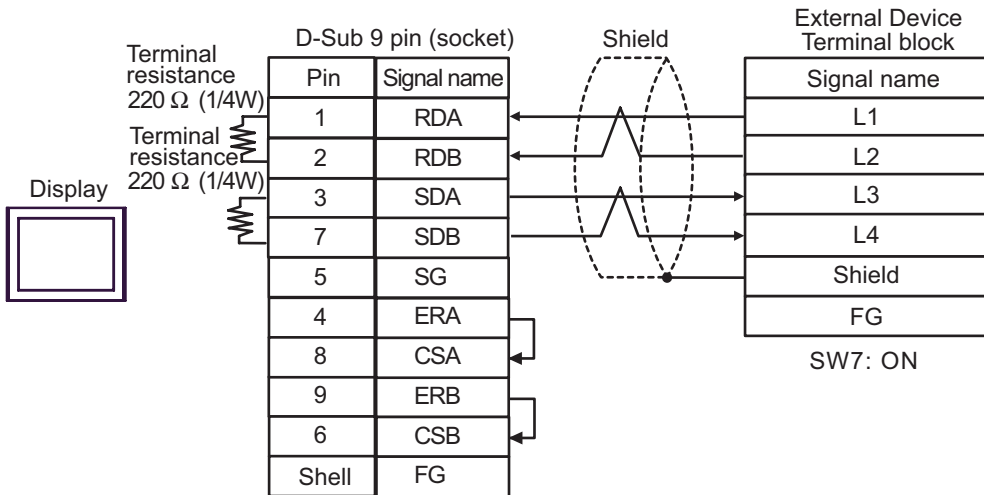 Display
Terminal
resistance
220 Ω (1/4W)
Terminal
resistance
220 Ω (1/4W)
D-Sub 9 pin (socket)
Pin Signal name
1 RDA
2 RDB
3 SDA
7 SDB
5 SG
4 ERA
8 CSA
9 ERB
6 CSB
Shell FG
Shield
External Device
Terminal block
Signal name
L1
L2
L3
L4
Shield
FG
SW7: ON